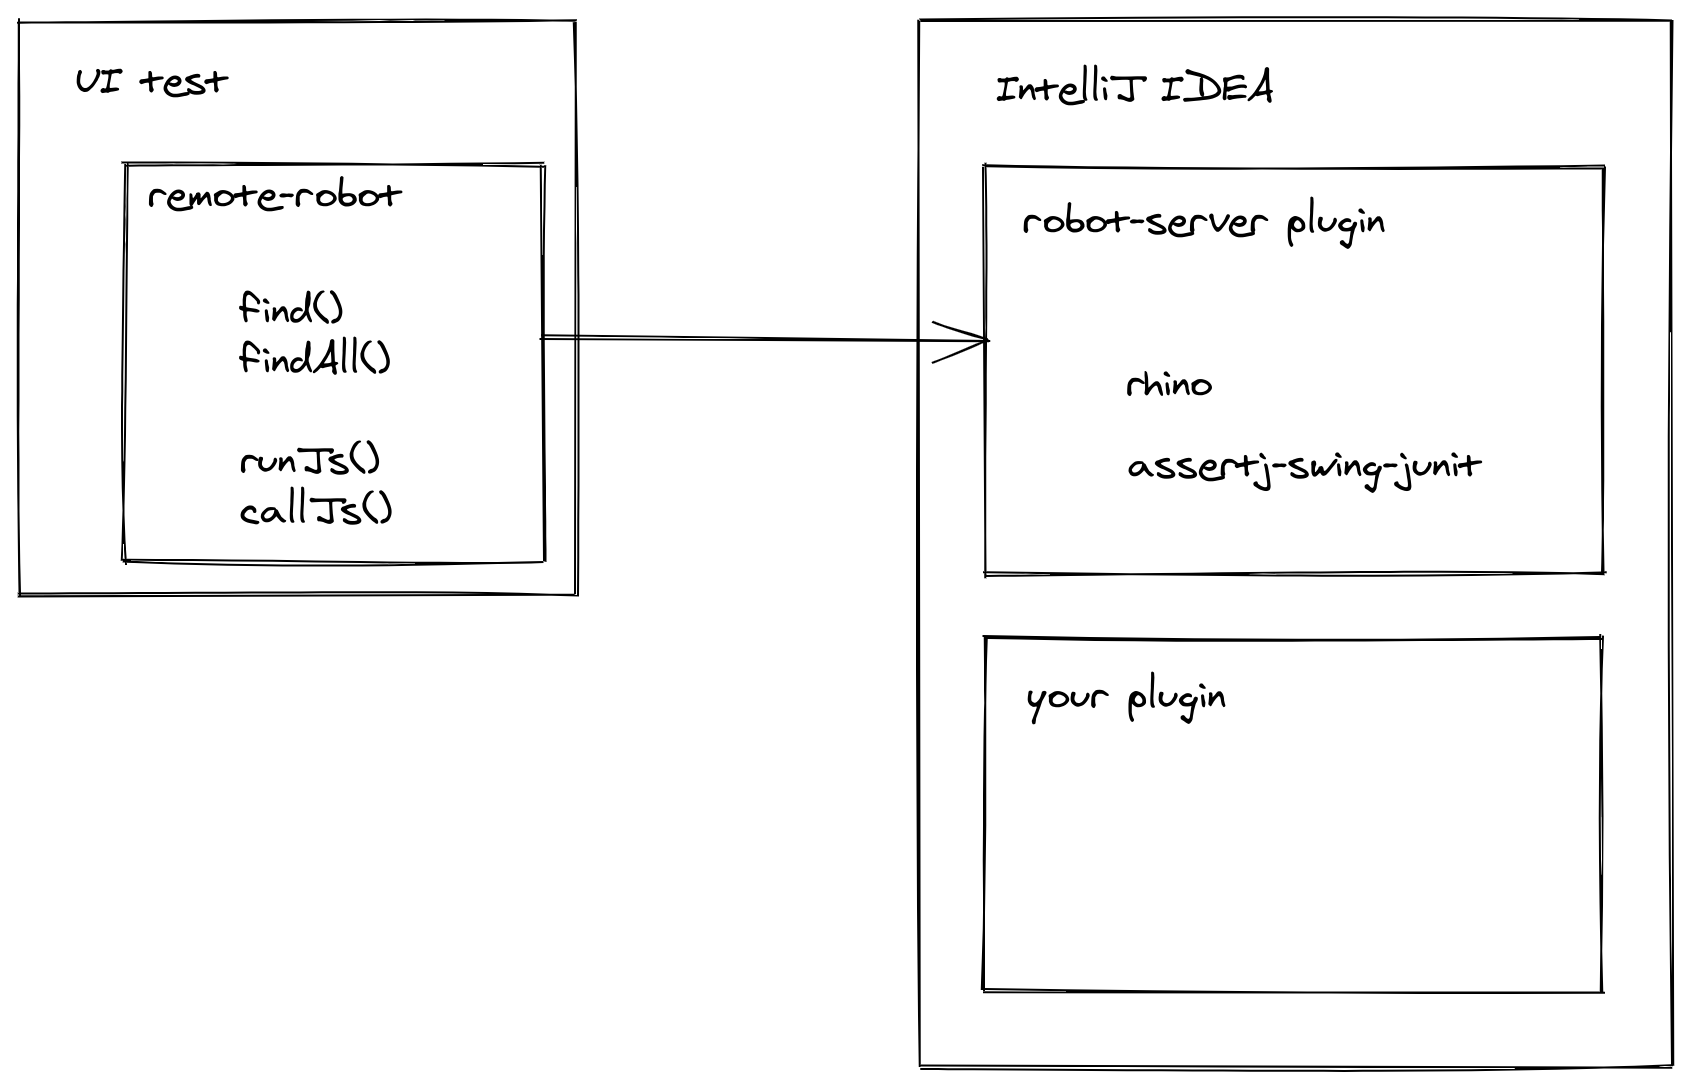 UI test
remote-robot
find()
findAll()
runJs()
callJs()
IntelliJ IDEA
robot-server plugin
rhino
assertj-swing-junit
your plugin